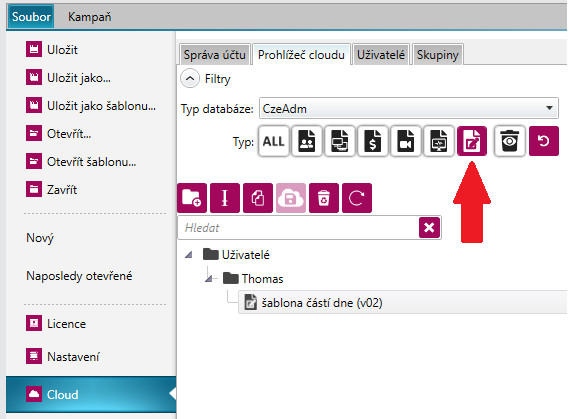 Soubor Kampaň
Uložit
Uložit jako...
Uložit jako šablonu...
Otevřít...
Otevřít šablonu...
Zavřít
Nový
Naposledy otevřené
Licence
Nastavení
Cloud
Správa účtu Prohlížeč cloudu Uživatelé Skupiny
Filtry
Typ databáze: CzeAdm
Typ: ALL
Hledat
Uživatelé
Thomas
šablona částí dne (v02)